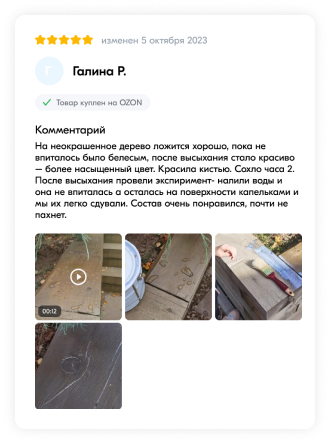 изменен 5 октября 2023
Г
Галина Р.
Товар куплен на OZON
Комментарий
На неокрашенное дерево ложится хорошо, пока не
впиталось было белесым, после высыхания стало красиво
– более насыщенный цвет. Красила кистью. Сохло часа 2.
После высыхания провели экспиримент- налили воды и
она не впиталась а осталась на поверхности капельками и
мы их легко сдували. Состав очень понравился, почти не
пахнет.
00:12